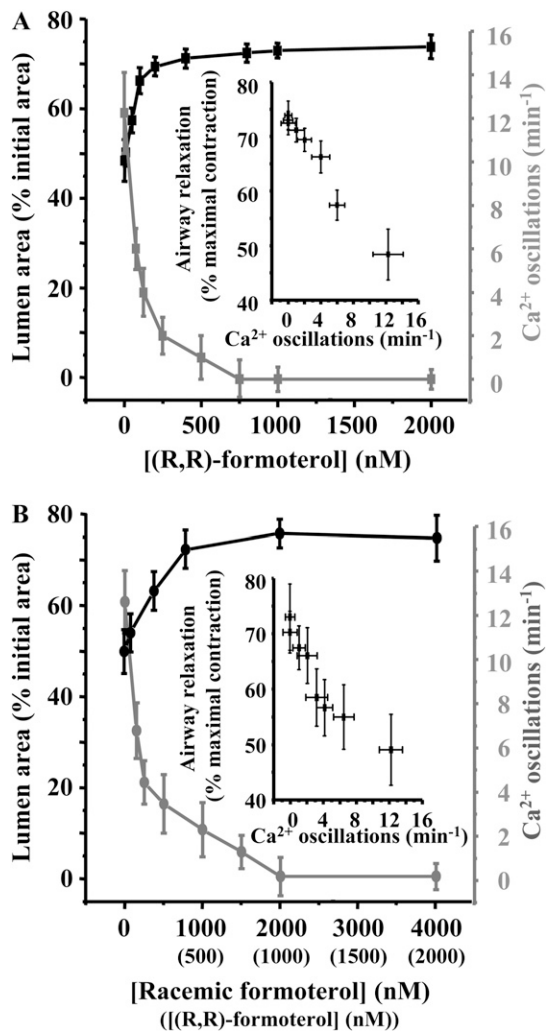 A
80
60
40
20
0
Lumen area (% initial area)
16
14
12
10
8
6
4
2
0
Ca²⁺ oscillations (min⁻¹)
80
70
60
50
40
Airway relaxation
(% maximal contraction)
0 4 8 12 16
Ca²⁺ oscillations (min⁻¹)
0 500 1000 1500 2000
[(R,R)-formoterol] (nM)
B
80
60
40
20
0
Lumen area (% initial area)
16
14
12
10
8
6
4
2
0
Ca²⁺ oscillations (min⁻¹)
80
70
60
50
40
Airway relaxation
(% maximal contraction)
0 4 8 12 16
Ca²⁺ oscillations (min⁻¹)
0 1000 2000 3000 4000
(500) (1000) (1500) (2000)
[Racemic formoterol] (nM)
([(R,R)-formoterol] (nM))